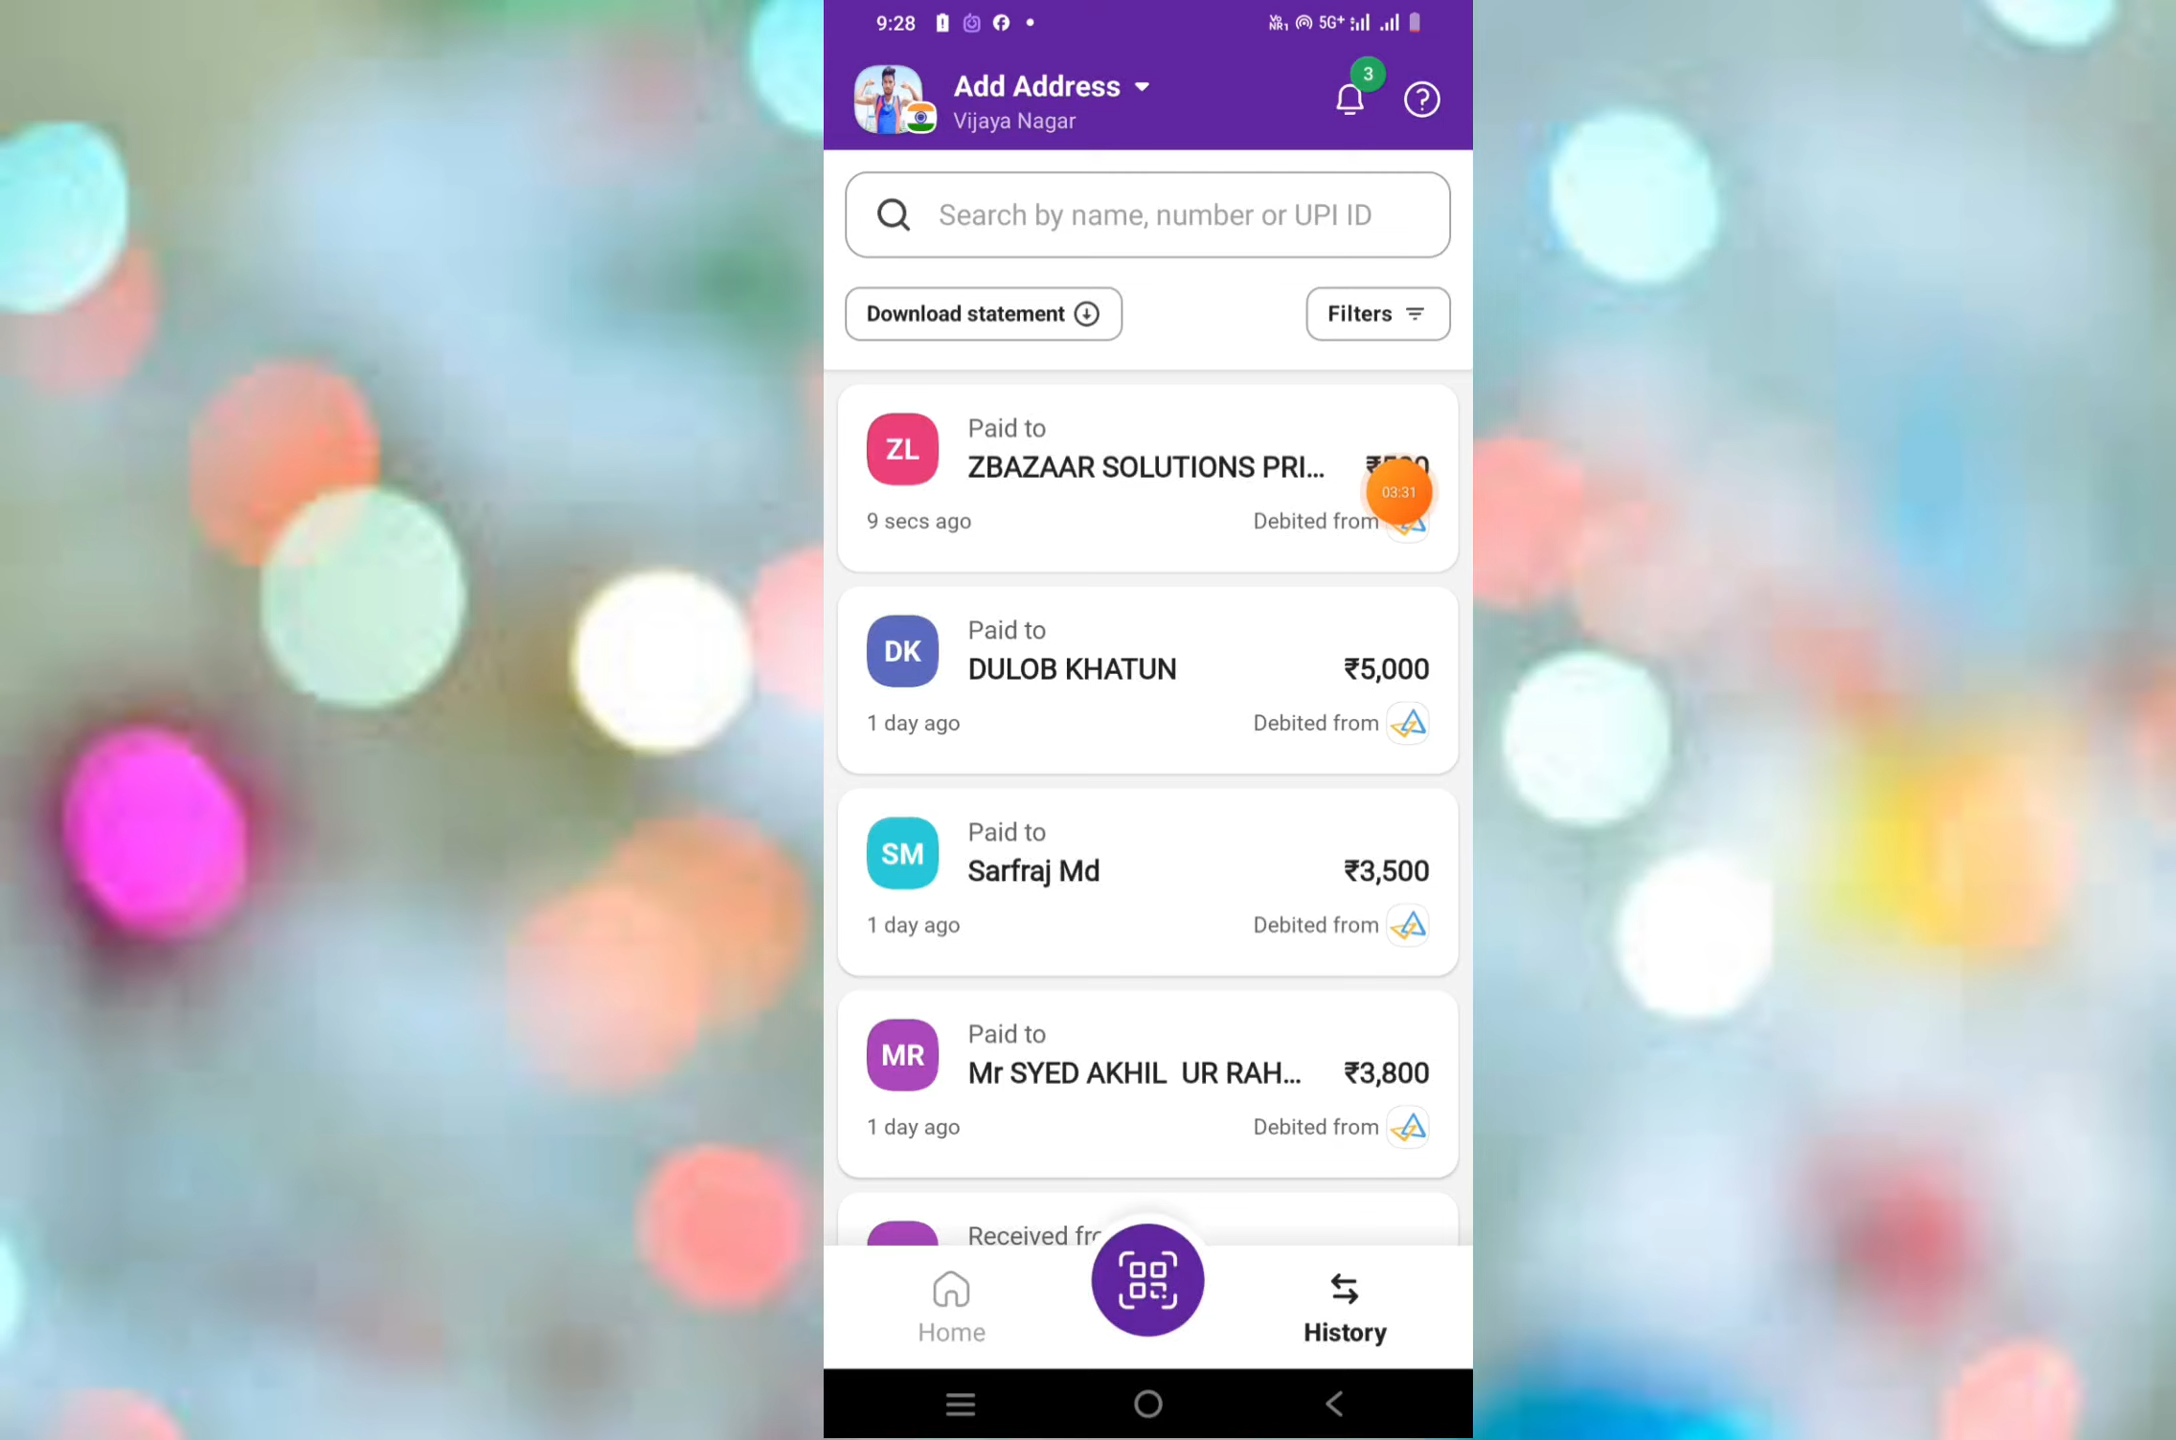 9:28
5G+
Add Address
3
Vijaya Nagar
Search by name, number or UPI ID
Download statement
Filters
ZL
Paid to
ZBAZAAR SOLUTIONS PRI...
03:31
9 secs ago
Debited from
DK
Paid to
DULOB KHATUN
₹5,000
1 day ago
Debited from
SM
Paid to
Sarfraj Md
₹3,500
1 day ago
Debited from
MR
Paid to
Mr SYED AKHIL UR RAH...
₹3,800
1 day ago
Debited from
Received
Home
History